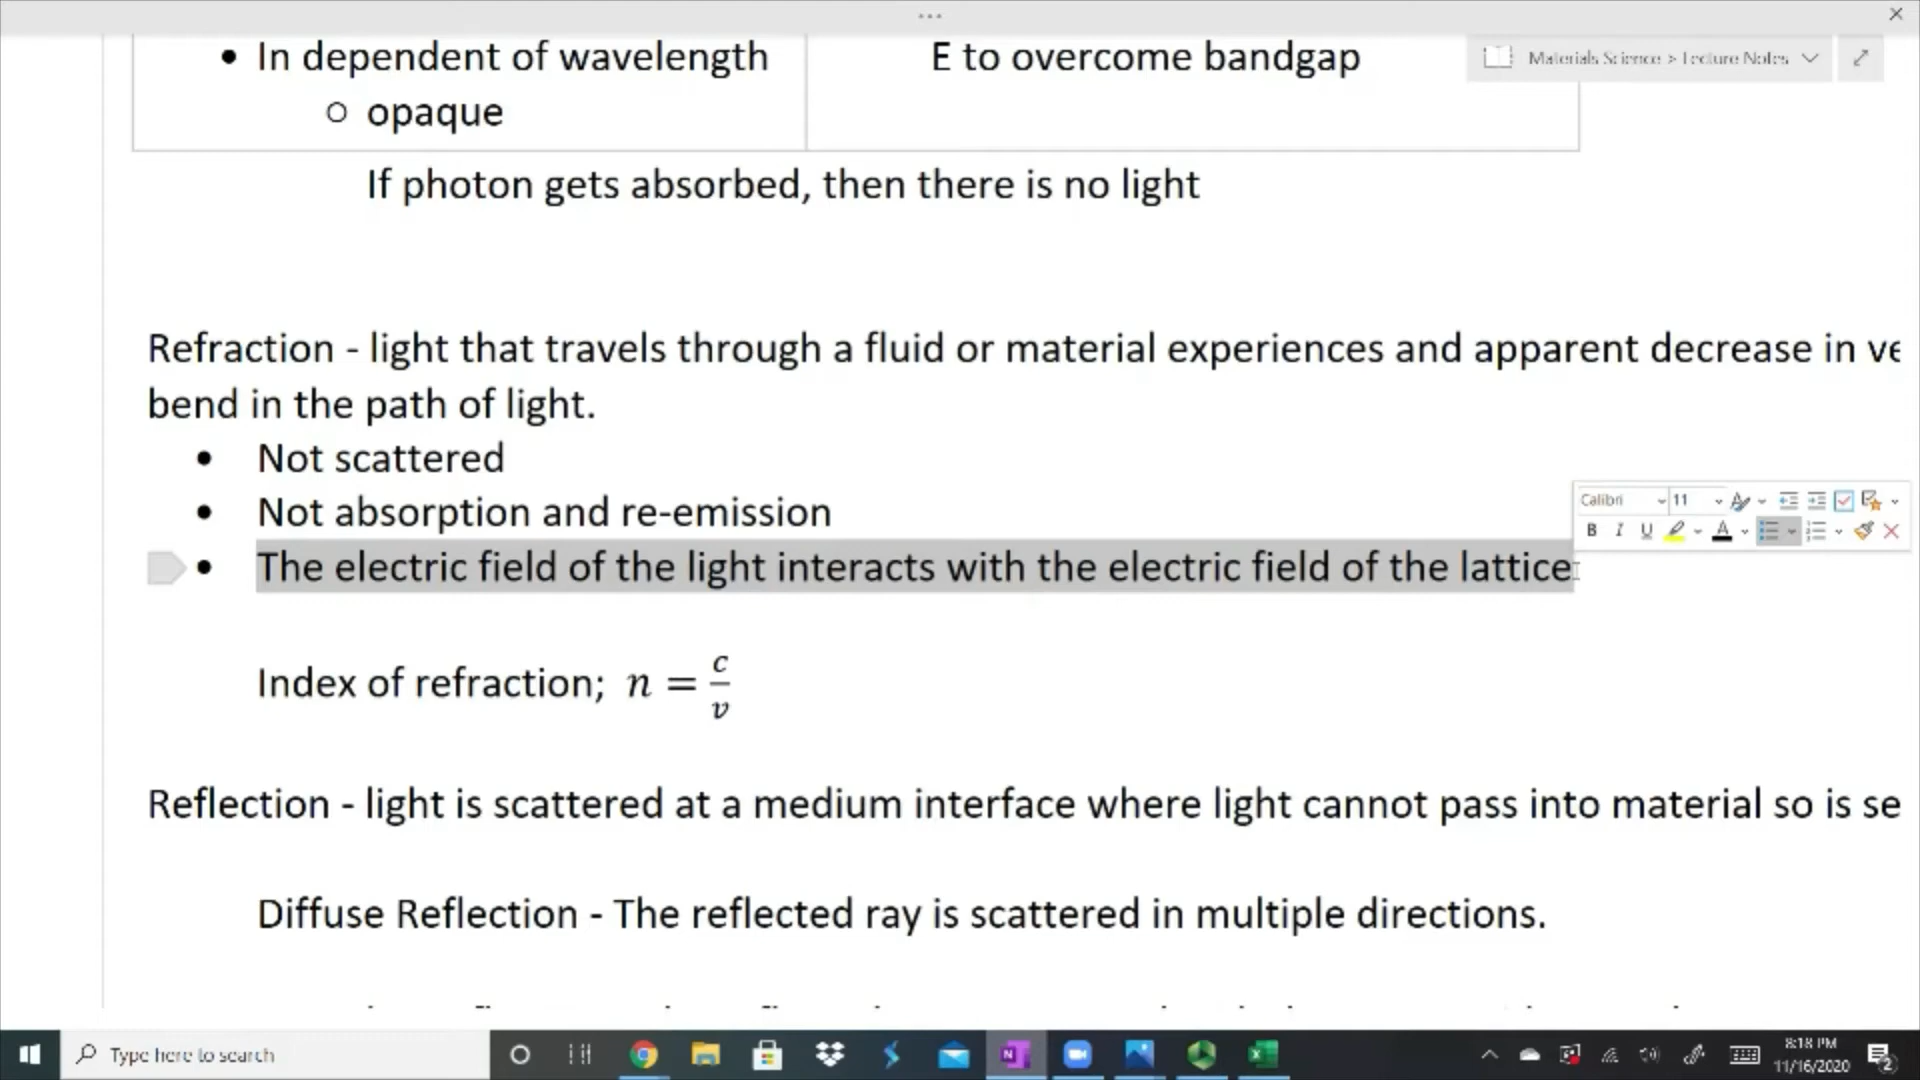 ...
• In dependent of wavelength
E to overcome bandgap
Materials Science > Lecture Notes
○ opaque
If photon gets absorbed, then there is no light
Refraction - light that travels through a fluid or material experiences and apparent decrease in ve
bend in the path of light.
• Not scattered
• Not absorption and re-emission
Calibri 11
B I U A
• The electric field of the light interacts with the electric field of the lattice
Index of refraction; n = c/v
Reflection - light is scattered at a medium interface where light cannot pass into material so is se
Diffuse Reflection - The reflected ray is scattered in multiple directions.
Type here to search
8:18 PM
11/16/2020
2